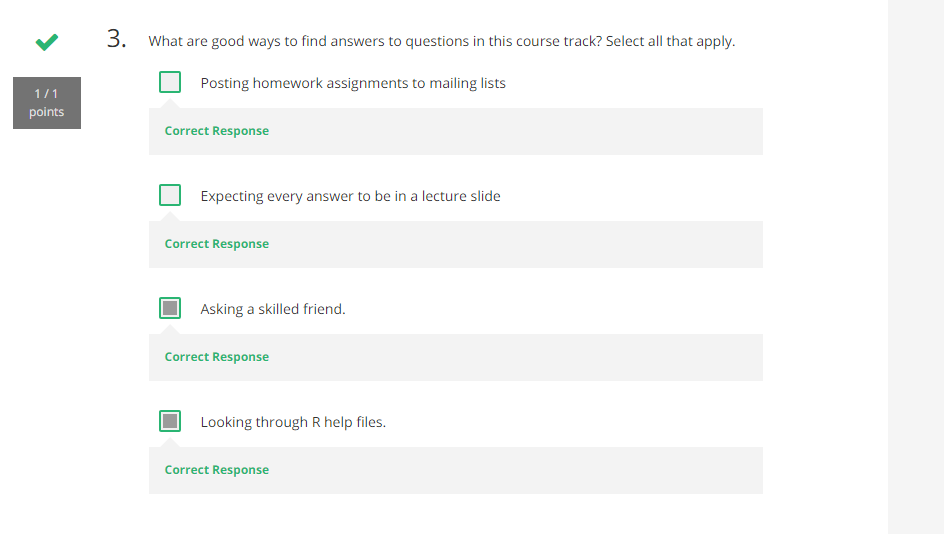 3. What are good ways to find answers to questions in this course track? Select all that apply.
1 / 1
points
Posting homework assignments to mailing lists
Correct Response
Expecting every answer to be in a lecture slide
Correct Response
Asking a skilled friend.
Correct Response
Looking through R help files.
Correct Response